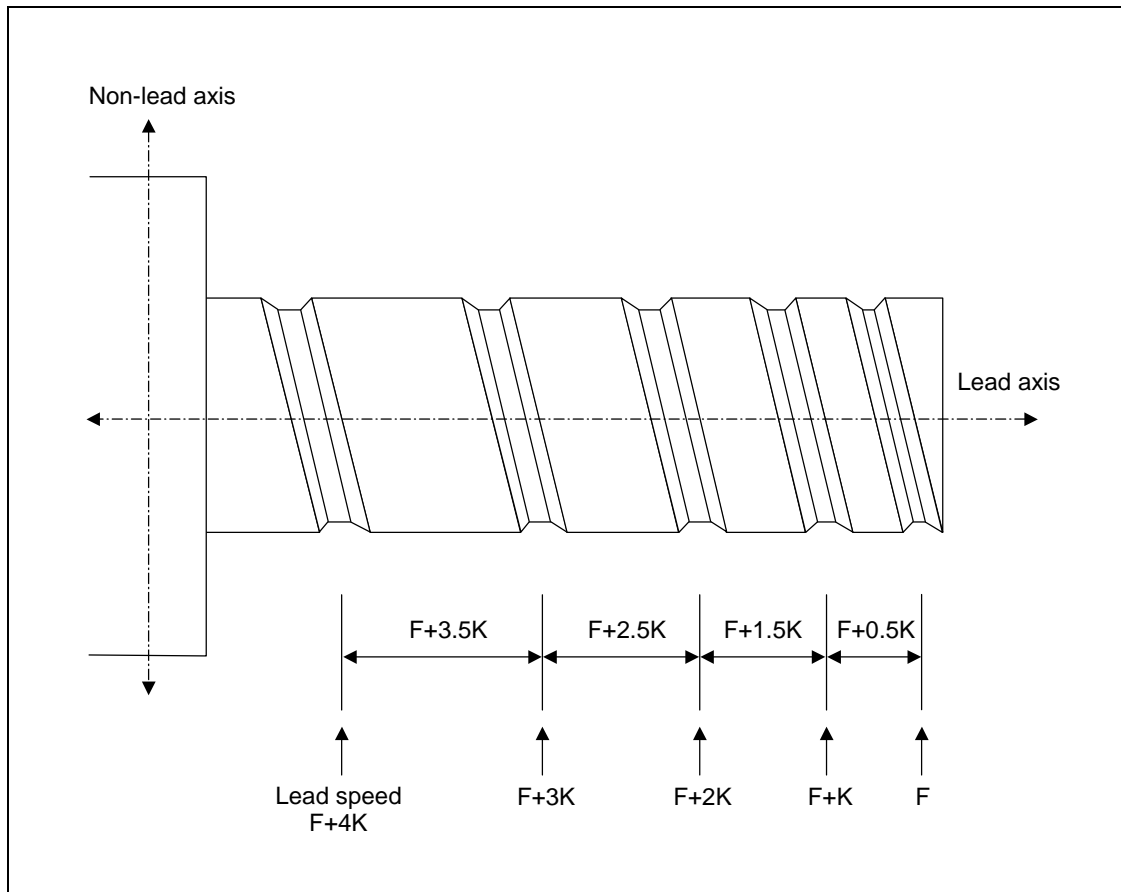 Non-lead axis
Lead axis
F+3.5K
F+2.5K
F+1.5K
F+0.5K
Lead speed
F+4K
F+3K
F+2K
F+K
F